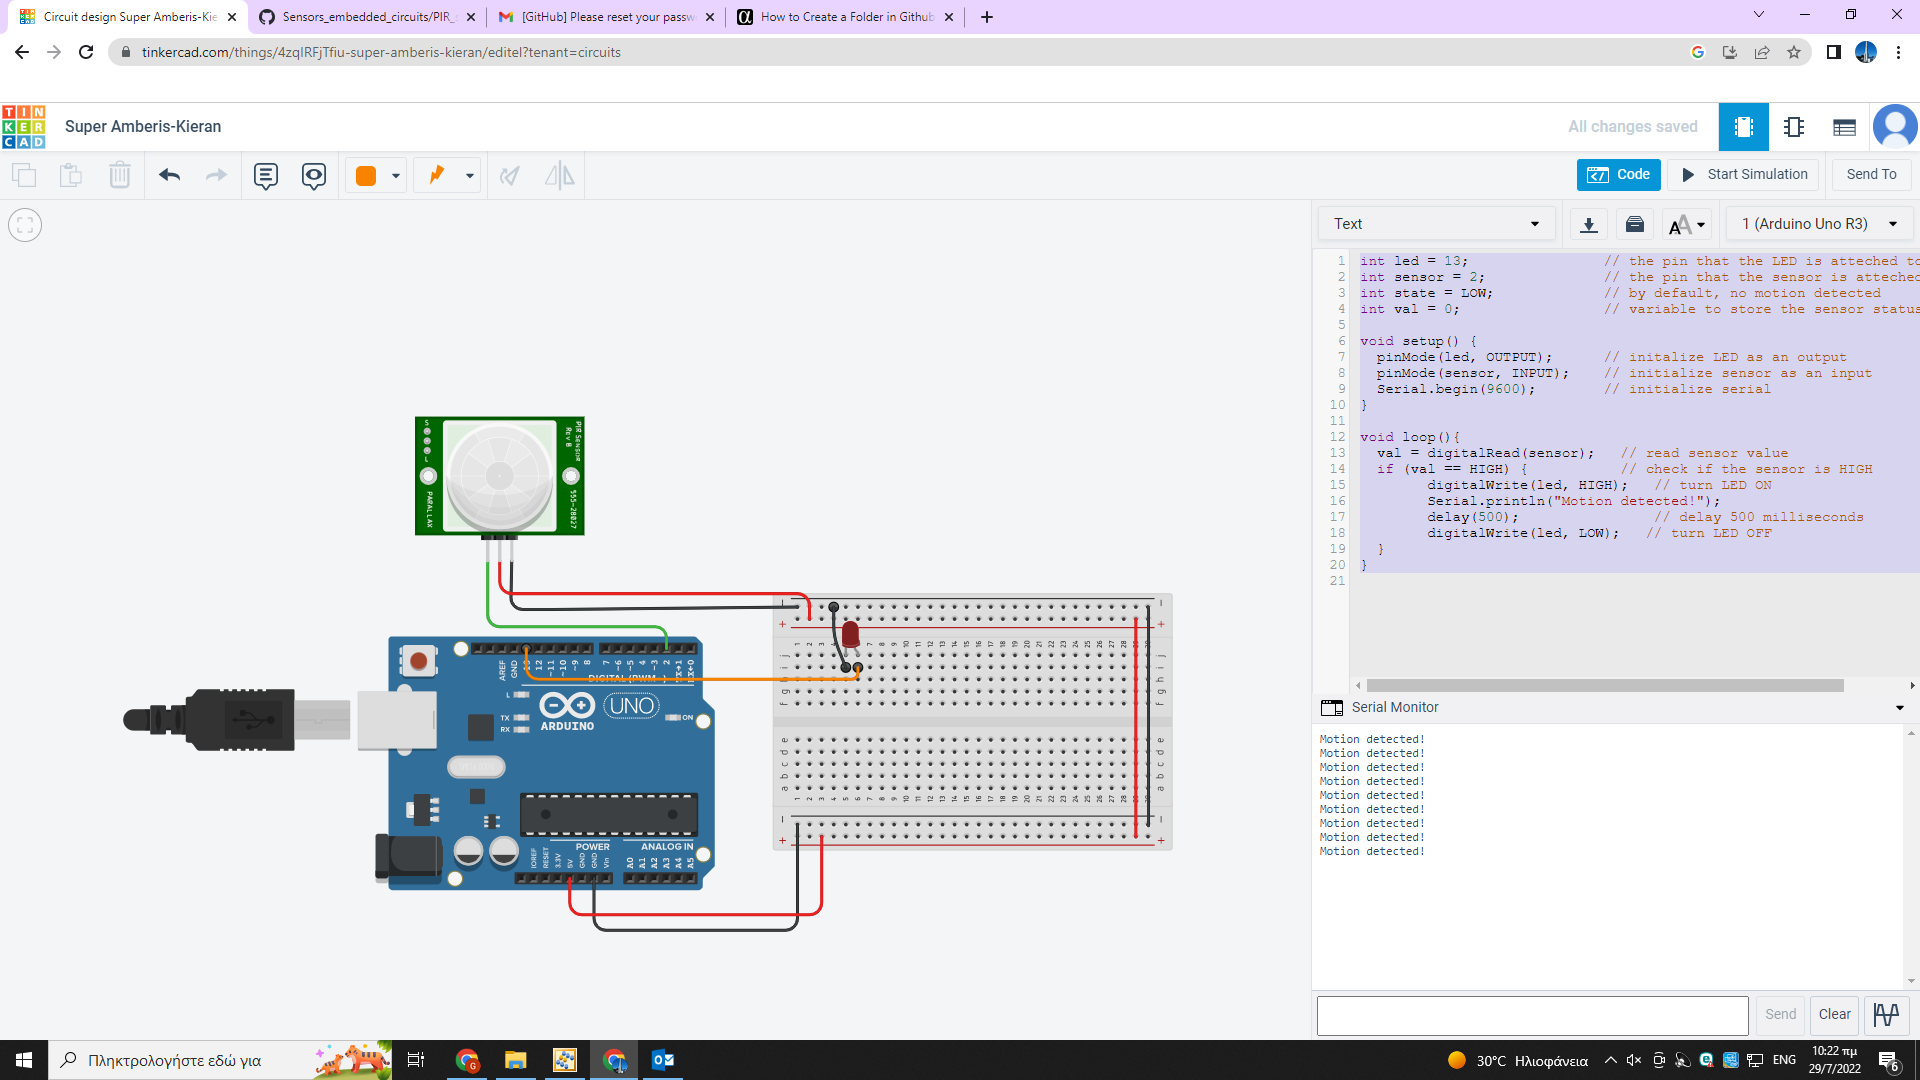 Circuit design Super Amberis-Kie
Sensors_embedded_circuits/PIR_
[GitHub] Please reset your passw
How to Create a Folder in Github
tinkercad.com/things/4zqIRFjTfiu-super-amberis-kieran/editel?tenant=circuits
TIN
KER
CAD
Super Amberis-Kieran
All changes saved
Code
Start Simulation
Send To
Text
1 (Arduino Uno R3)
1 int led = 13; // the pin that the LED is atteched to
2 int sensor = 2; // the pin that the sensor is atteched
3 int state = LOW; // by default, no motion detected
4 int val = 0; // variable to store the sensor status
5
6 void setup() {
7 pinMode(led, OUTPUT); // initalize LED as an output
8 pinMode(sensor, INPUT); // initialize sensor as an input
9 Serial.begin(9600); // initialize serial
10 }
11
12 void loop(){
13 val = digitalRead(sensor); // read sensor value
14 if (val == HIGH) { // check if the sensor is HIGH
15 digitalWrite(led, HIGH); // turn LED ON
16 Serial.println("Motion detected!");
17 delay(500); // delay 500 milliseconds
18 digitalWrite(led, LOW); // turn LED OFF
19 }
20 }
21
S
L
PARALLAX
PIR Sensor
Rev B
555-28027
AREF
GND
12
~11
~10
~9
8
7
~6
~5
4
~3
2
TX→1
RX←0
DIGITAL (PWM ~)
L
TX
RX
ARDUINO
UNO
ON
POWER
ANALOG IN
IOREF
RESET
3.3V
5V
GND
GND
Vin
A0
A1
A2
A3
A4
A5
Serial Monitor
Motion detected!
Motion detected!
Motion detected!
Motion detected!
Motion detected!
Motion detected!
Motion detected!
Motion detected!
Motion detected!
Send
Clear
Πληκτρολογήστε εδώ για
30°C Ηλιοφάνεια
ENG
10:22 πμ
29/7/2022
6